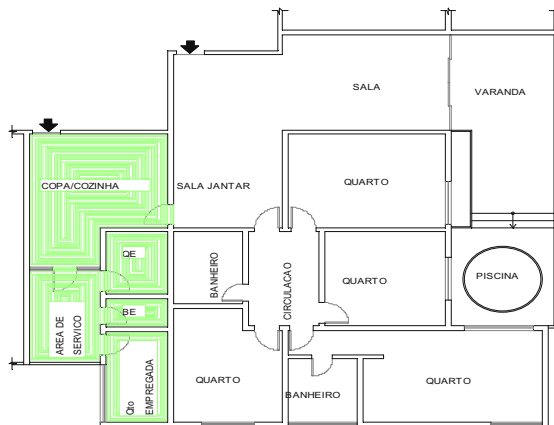 SALA
VARANDA
COPA/COZINHA
SALA JANTAR
QUARTO
QE
BANHEIRO
CIRCULACAO
QUARTO
PISCINA
BE
AREA DE
SERVICO
Qto
EMPREGADA
QUARTO
BANHEIRO
QUARTO